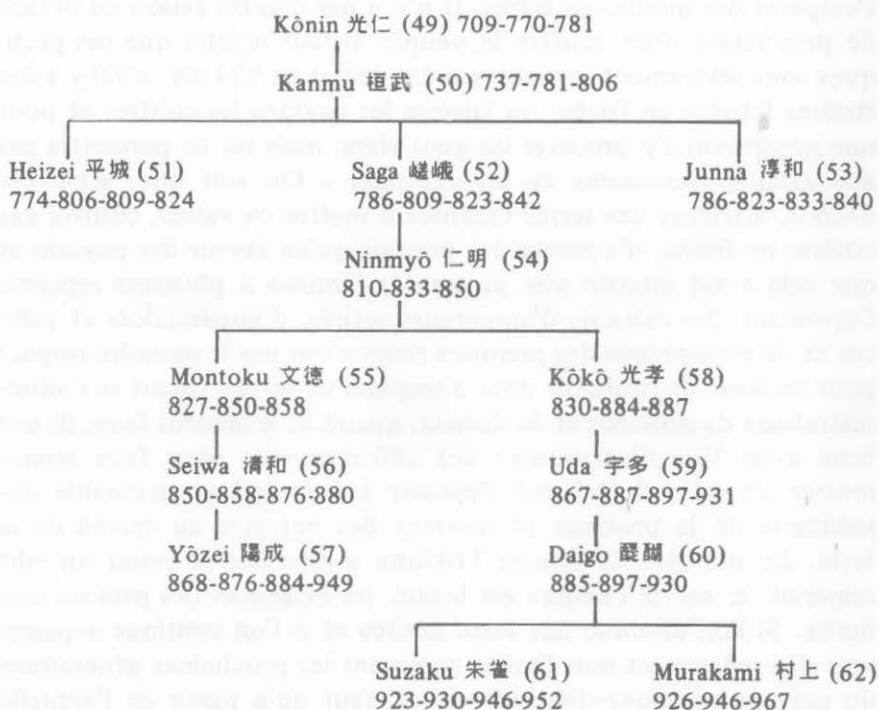 Kônin 光仁 (49) 709-770-781
Kanmu 桓武 (50) 737-781-806
Heizei 平城 (51)
774-806-809-824
Saga 嵯峨 (52)
786-809-823-842
Junna 淳和 (53)
786-823-833-840
Ninmyô 仁明 (54)
810-833-850
Montoku 文徳 (55)
827-850-858
Kôkô 光孝 (58)
830-884-887
Seiwa 淸和 (56)
850-858-876-880
Uda 宇多 (59)
867-887-897-931
Yôzei 陽成 (57)
868-876-884-949
Daigo 醍醐 (60)
885-897-930
Suzaku 朱雀 (61)
923-930-946-952
Murakami 村上 (62)
926-946-967